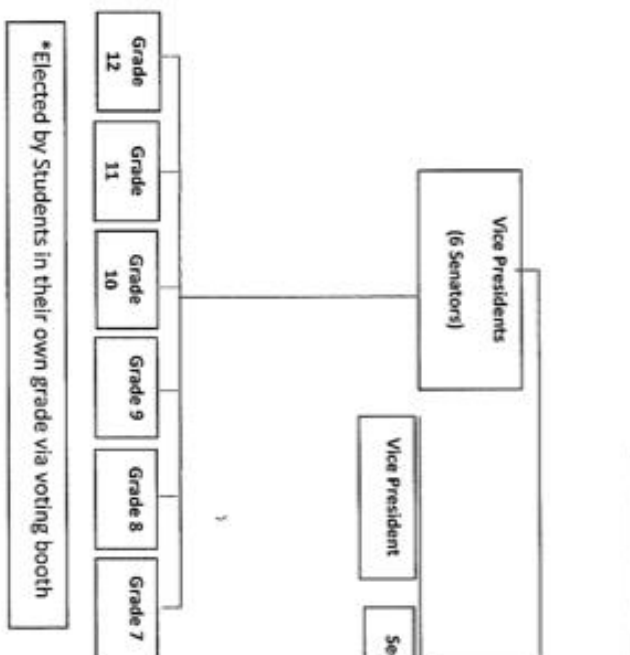 Vice Presidents
(6 Senators)
Vice President
Grade
12
Grade
11
Grade
10
Grade 9
Grade 8
Grade 7
*Elected by Students in their own grade via voting booth